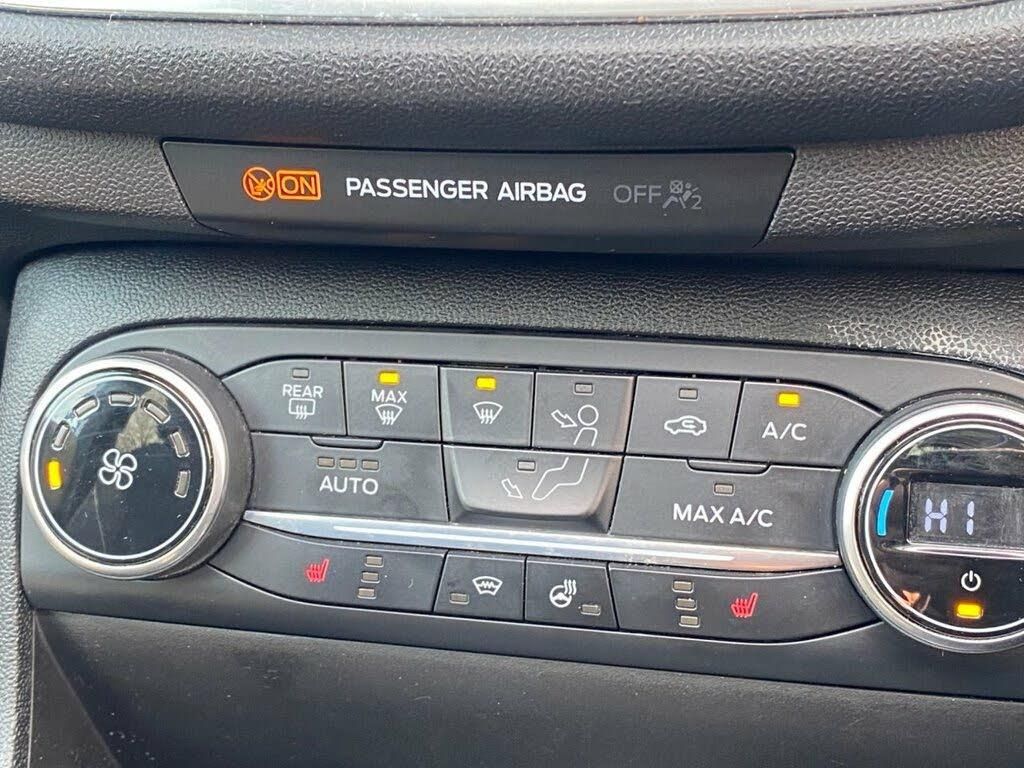 ON PASSENGER AIRBAG OFF 2
REAR
MAX
A/C
AUTO
MAX A/C
HI